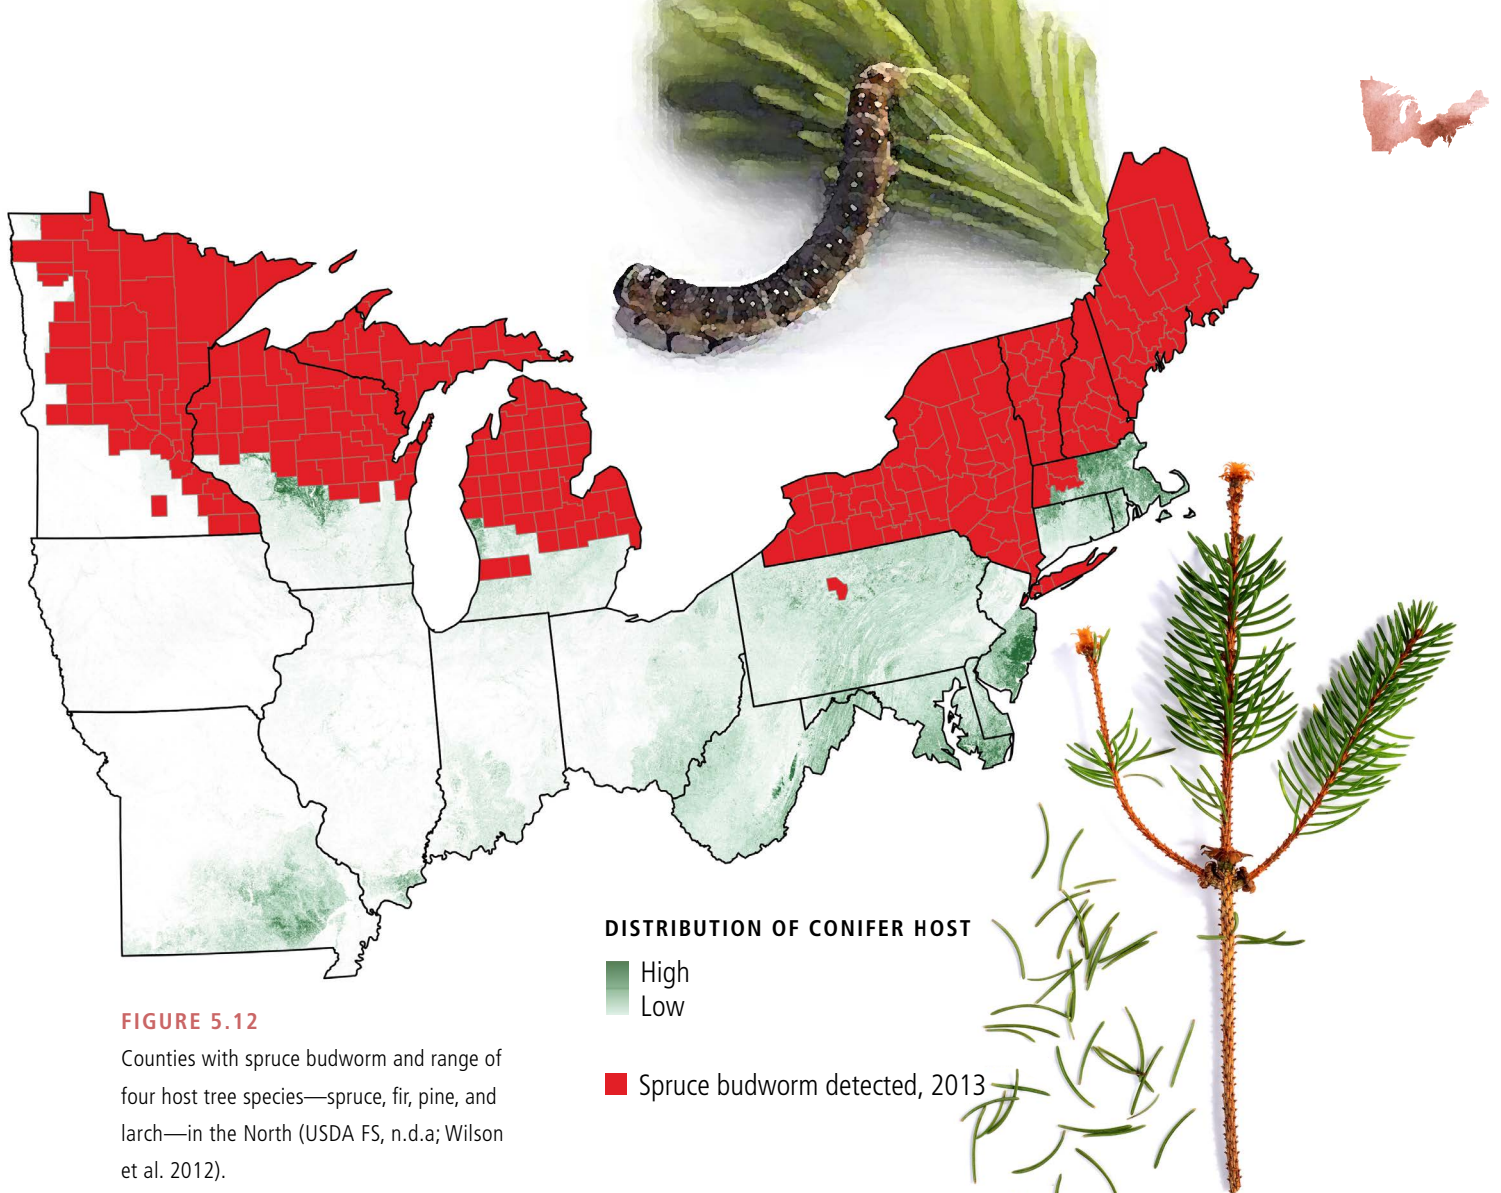 DISTRIBUTION OF CONIFER HOST
High
Low
Spruce budworm detected, 2013
FIGURE 5.12
Counties with spruce budworm and range of
four host tree species—spruce, fir, pine, and
larch—in the North (USDA FS, n.d.a; Wilson
et al. 2012).